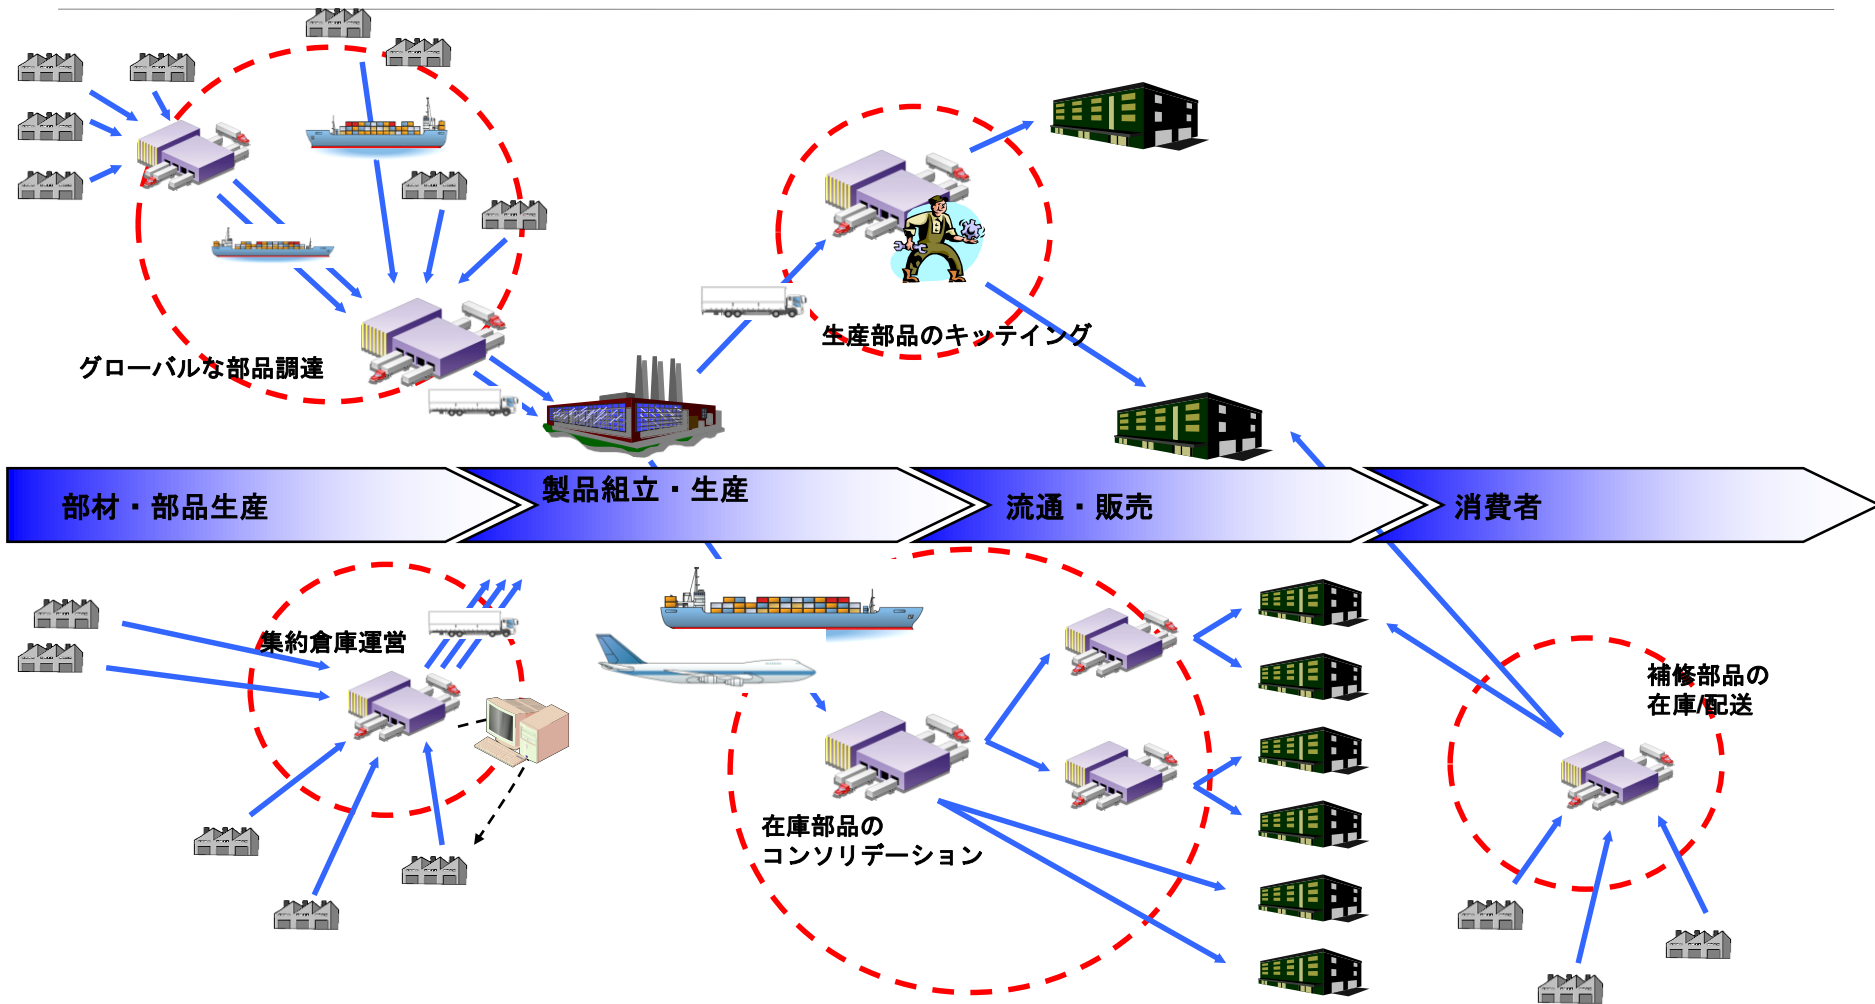 グローバルな部品調達
生産部品のキッテイング
部材・部品生産
製品組立・生産
流通・販売
消費者
集約倉庫運営
補修部品の
在庫/配送
在庫部品の
コンソリデーション